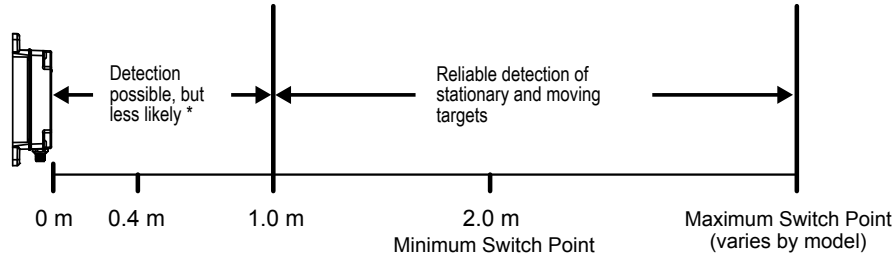 Detection
possible, but
less likely *
Reliable detection of
stationary and moving
targets
0 m
0.4 m
1.0 m
2.0 m
Minimum Switch Point
Maximum Switch Point
(varies by model)